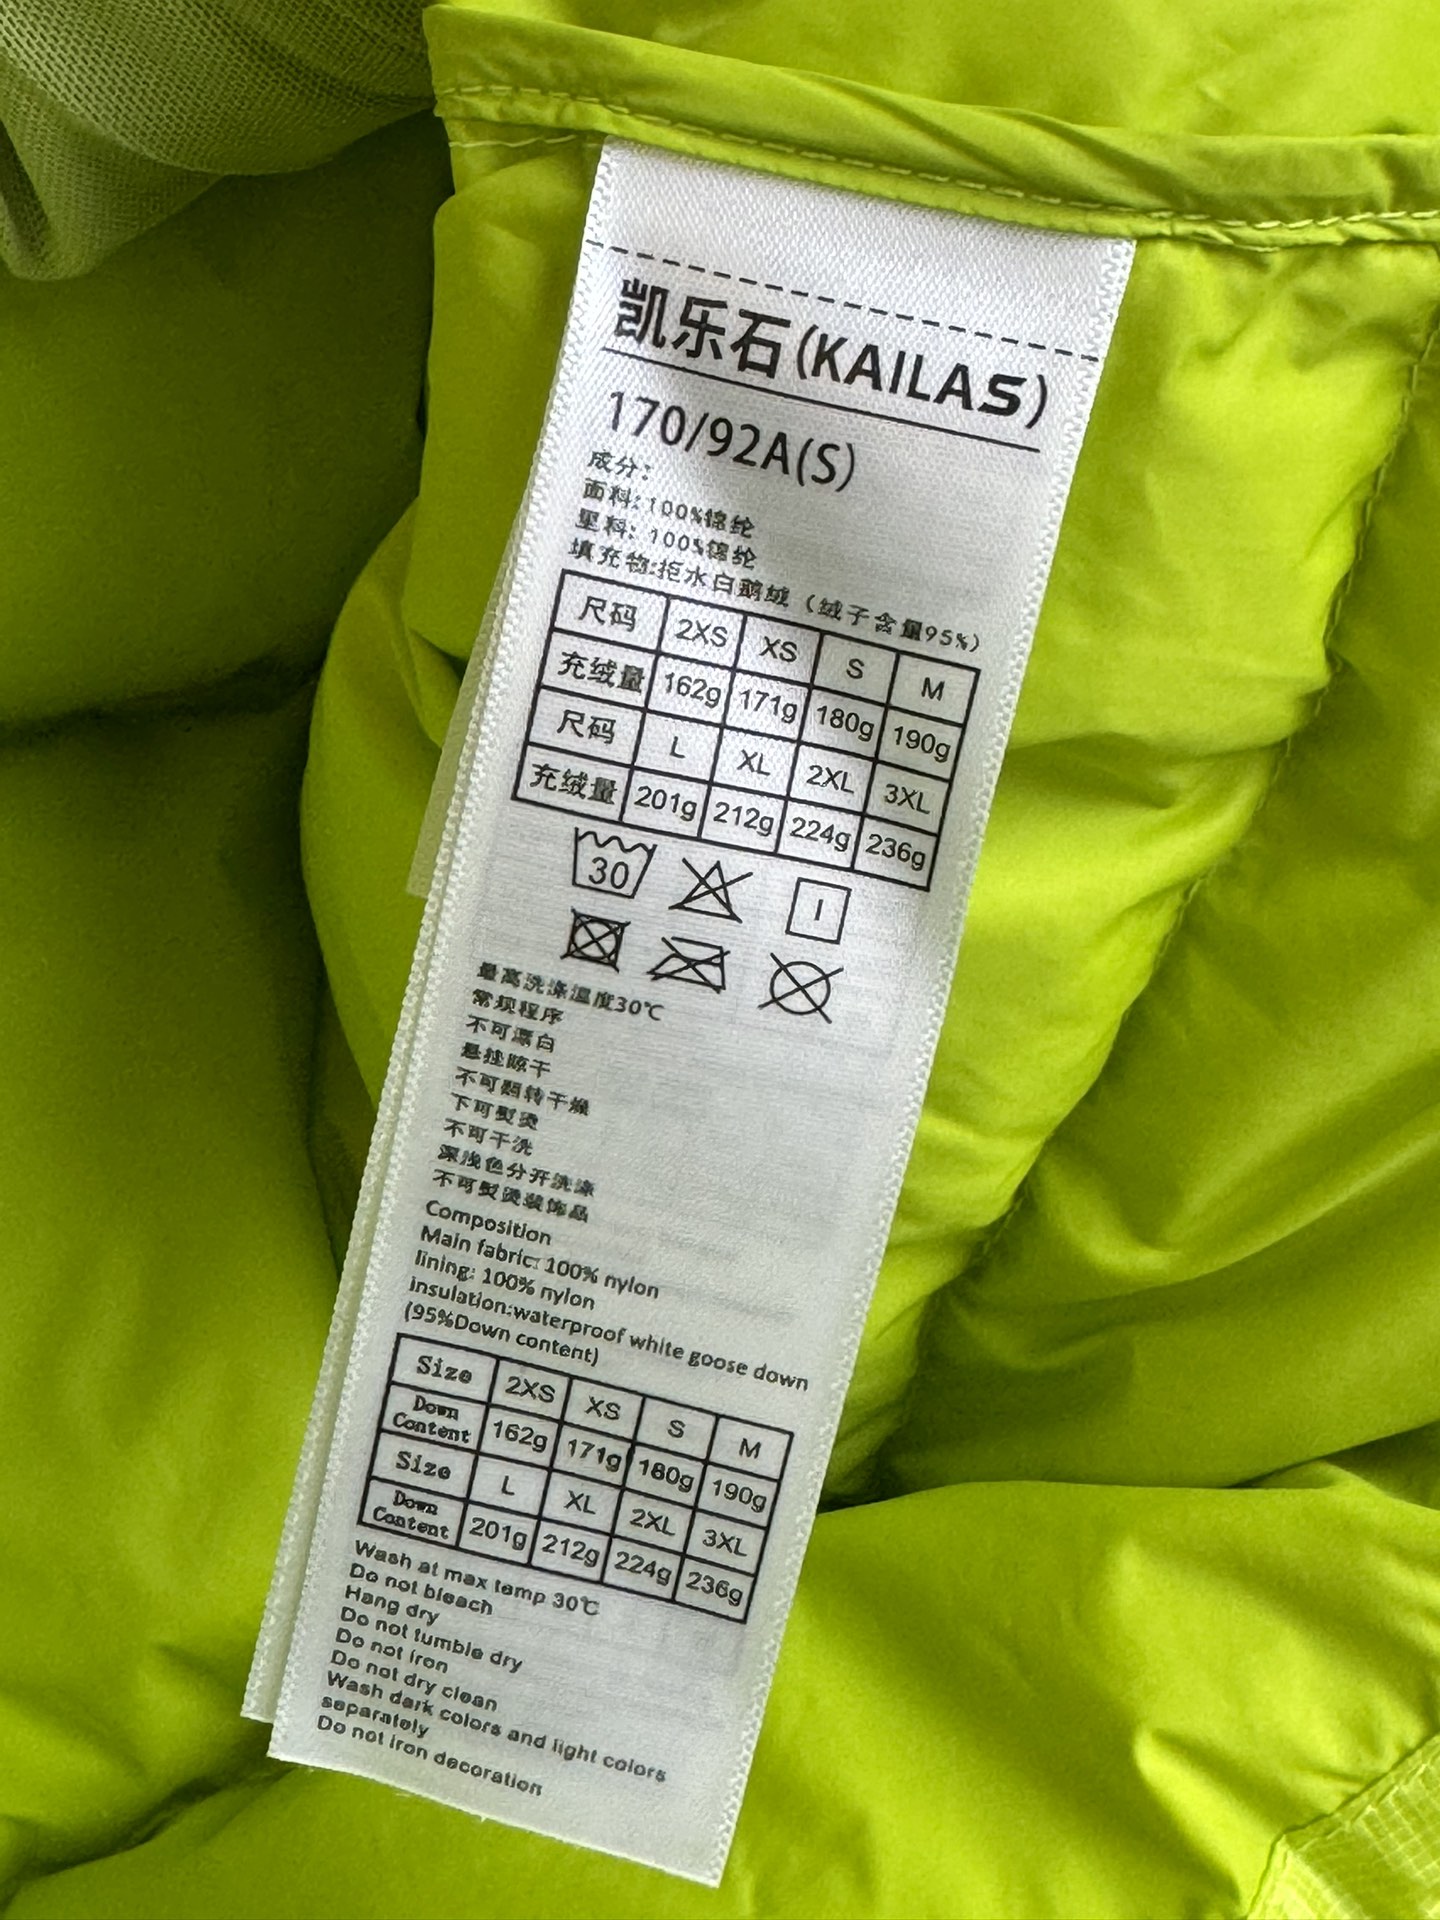 凯乐石(KAILAS)
170/92A(S)
成分:
面料:100%锦纶
里料:100%锦纶
填充物:拒水白鹅绒(绒子含量95%)
尺码 2XS XS S M
充绒量 162g 171g 180g 190g
尺码 L XL 2XL 3XL
充绒量 201g 212g 224g 236g
30
最高洗涤温度30℃
常规程序
不可漂白
悬挂晾干
不可翻转干燥
不可熨烫
不可干洗
深浅色分开洗涤
不可熨烫装饰品
Composition
Main fabric: 100% nylon
lining: 100% nylon
insulation:waterproof white goose down
(95%Down content)
Size 2XS XS S M
Down Content 162g 171g 180g 190g
Size L XL 2XL 3XL
Down Content 201g 212g 224g 236g
Wash at max temp 30℃
Do not bleach
Hang dry
Do not tumble dry
Do not iron
Do not dry clean
Wash dark colors and light colors
separately
Do not iron decoration